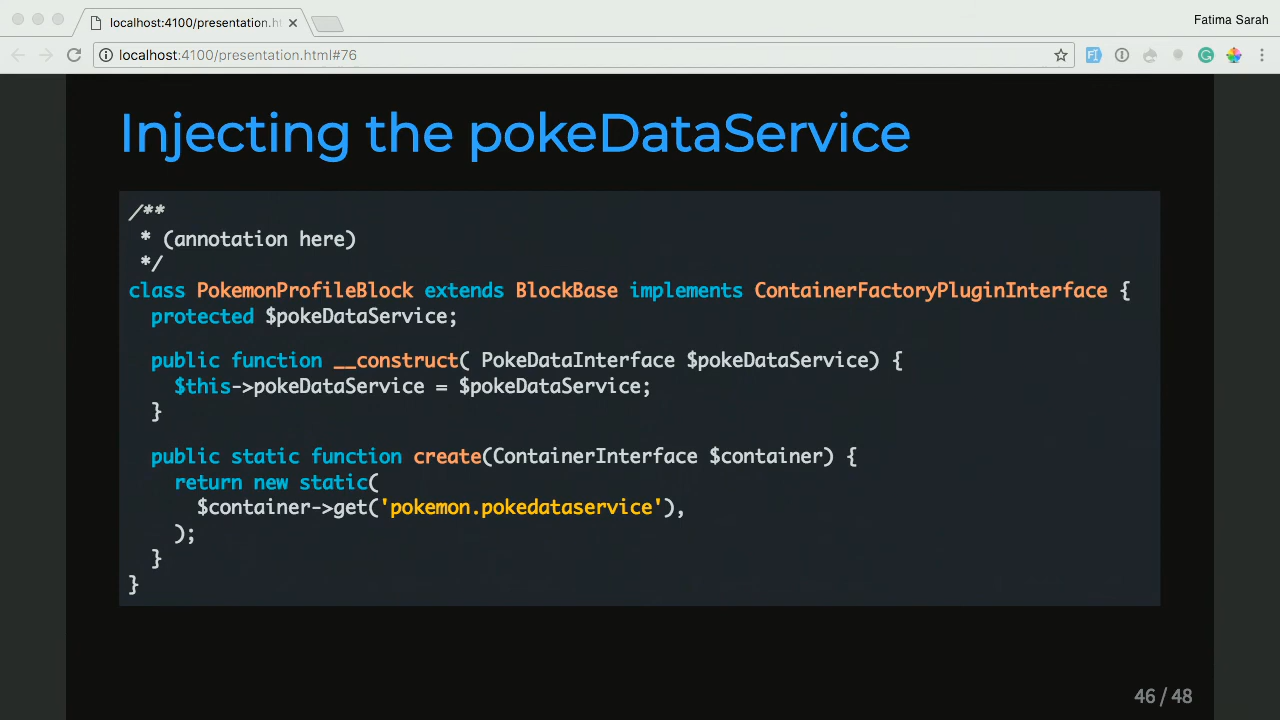 localhost:4100/presentation.h
Fatima Sarah
localhost:4100/presentation.html#76
Injecting the pokeDataService
/**
 * (annotation here)
 */
class PokemonProfileBlock extends BlockBase implements ContainerFactoryPluginInterface {
  protected $pokeDataService;
  public function __construct( PokeDataInterface $pokeDataService) {
    $this->pokeDataService = $pokeDataService;
  }
  public static function create(ContainerInterface $container) {
    return new static(
      $container->get('pokemon.pokedataservice'),
    );
  }
}
46 / 48